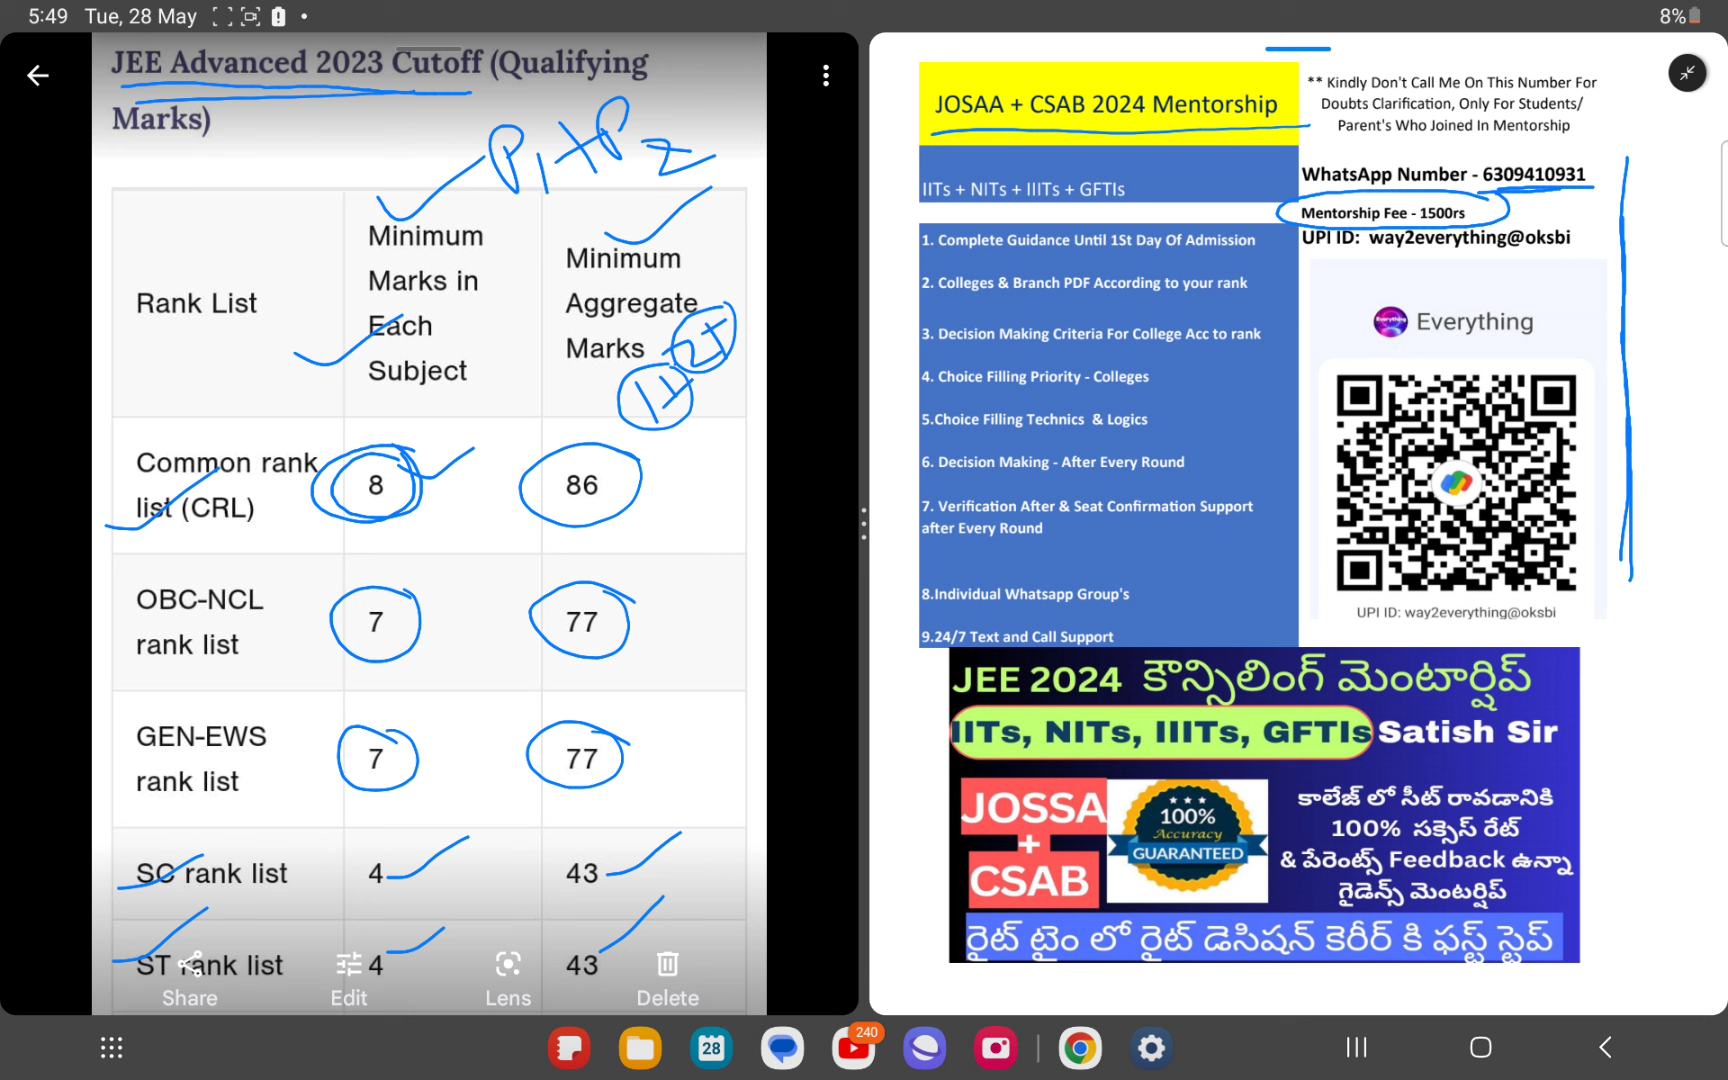 5:49 Tue, 28 May
8%
JEE Advanced 2023 Cutoff (Qualifying
Marks)
P1+P2
Rank List
Minimum
Marks in
Each
Subject
Minimum
Aggregate
Marks
Common rank
list (CRL)
8
86
OBC-NCL
rank list
7
77
GEN-EWS
rank list
7
77
SC rank list
4
43
ST rank list
4
43
Share
Edit
Lens
Delete
JOSAA + CSAB 2024 Mentorship
IITs + NITs + IIITs + GFTIs
1. Complete Guidance Until 1St Day Of Admission
2. Colleges & Branch PDF According to your rank
3. Decision Making Criteria For College Acc to rank
4. Choice Filling Priority - Colleges
5.Choice Filling Technics & Logics
6. Decision Making - After Every Round
7. Verification After & Seat Confirmation Support
after Every Round
8.Individual Whatsapp Group's
9.24/7 Text and Call Support
** Kindly Don't Call Me On This Number For
Doubts Clarification, Only For Students/
Parent's Who Joined In Mentorship
WhatsApp Number - 6309410931
Mentorship Fee - 1500rs
UPI ID: way2everything@oksbi
Everything
UPI ID: way2everything@oksbi
JEE 2024 కౌన్సిలింగ్ మెంటార్షిప్
IITs, NITs, IIITs, GFTIs Satish Sir
JOSSA
+
CSAB
100%
Accuracy
GUARANTEED
కాలేజ్ లో సీట్ రావడానికి
100% సక్సెస్ రేట్
& పేరెంట్స్ Feedback ఉన్నా
గైడెన్స్ మెంటర్షిప్
రైట్ టైం లో రైట్ డెసిషన్ కెరీర్ కి ఫస్ట్ స్టెప్
28
240